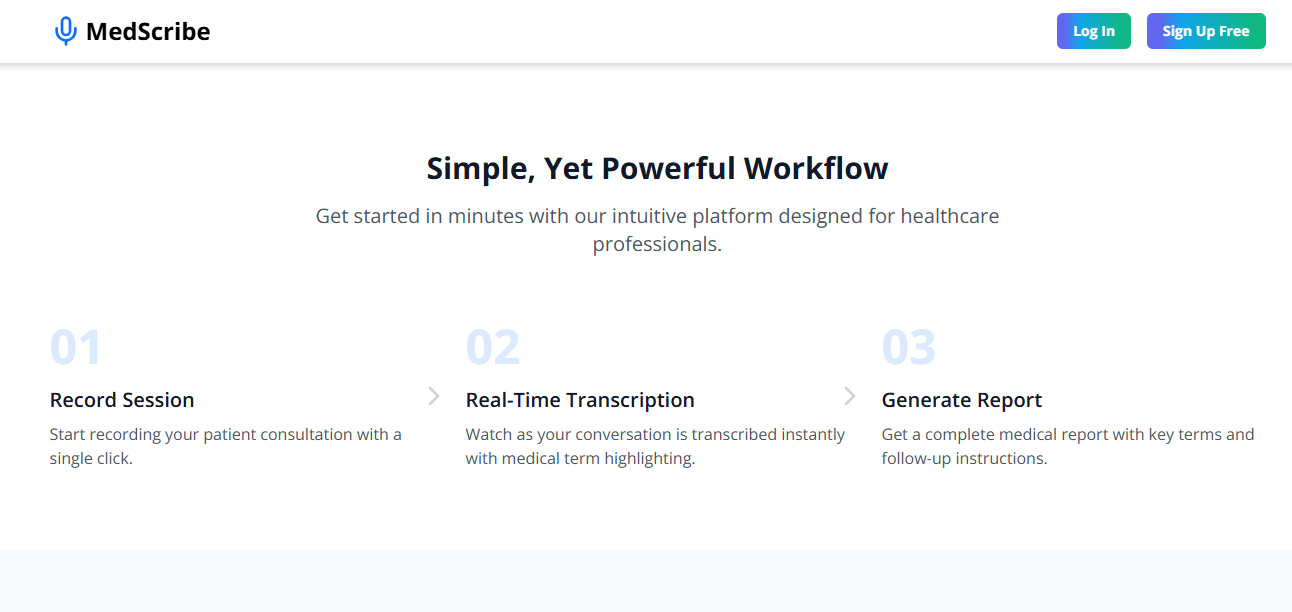 MedScribe
Log In
Sign Up Free
Simple, Yet Powerful Workflow
Get started in minutes with our intuitive platform designed for healthcare
professionals.
01
Record Session
Start recording your patient consultation with a
single click.
02
Real-Time Transcription
Watch as your conversation is transcribed instantly
with medical term highlighting.
03
Generate Report
Get a complete medical report with key terms and
follow-up instructions.